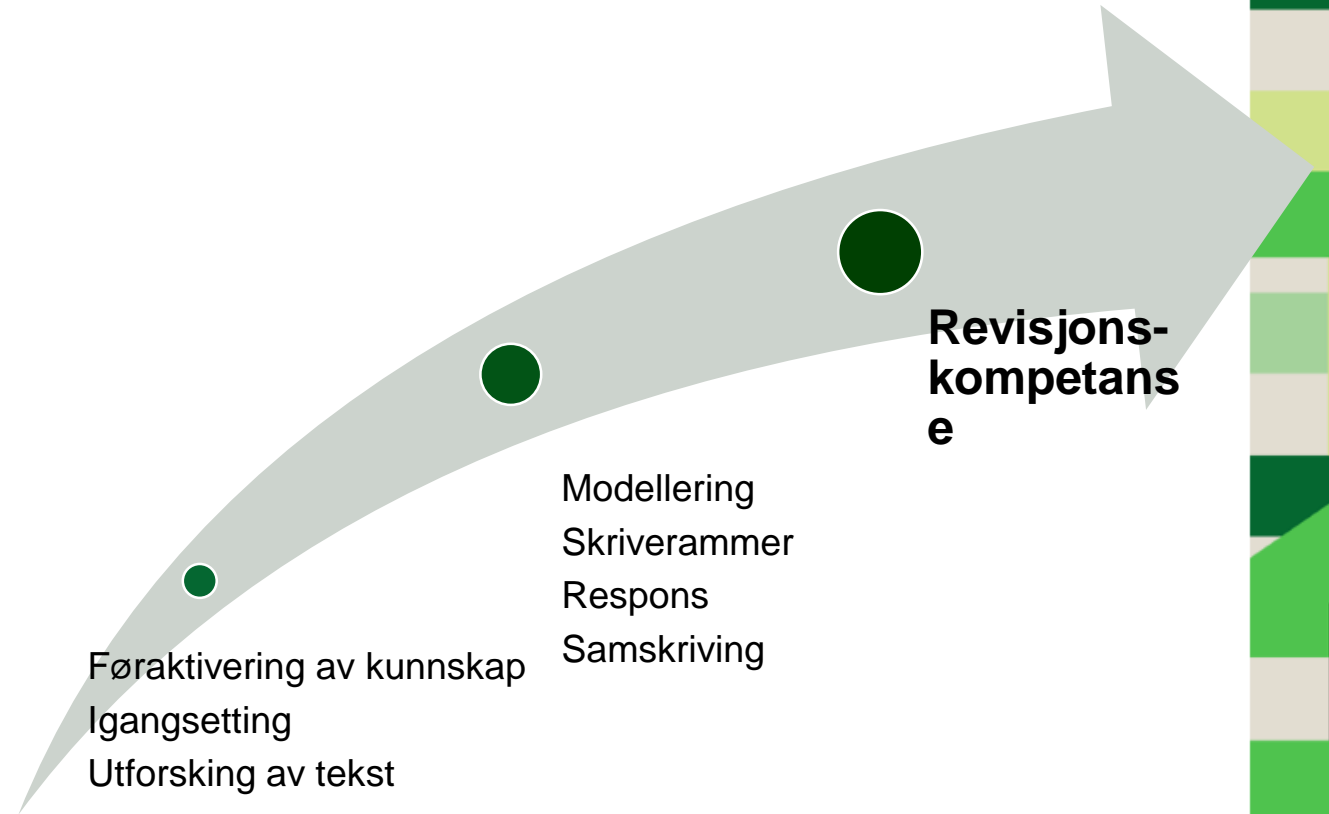 Føraktivering av kunnskap
Igangsetting
Utforsking av tekst
Modellering
Skriverammer
Respons
Samskriving
Revisjons-
kompetans
e